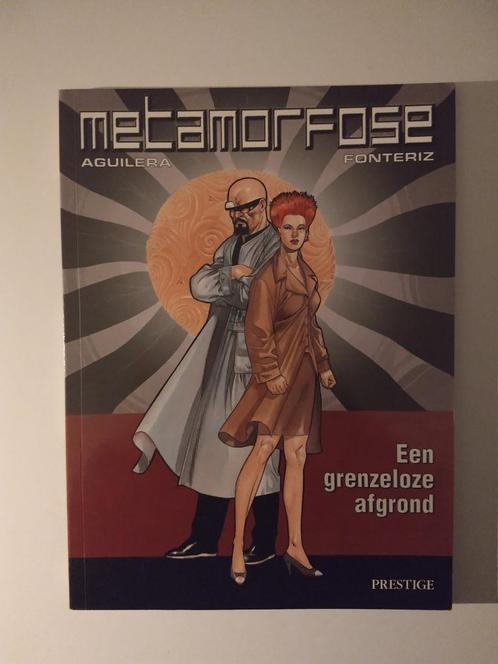 metamorfose
AGUILERA FONTERIZ
Een
grenzeloze
afgrond
PRESTIGE